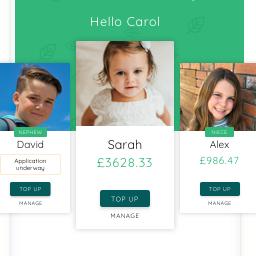 Hello Carol
NEPHEW
David
Application
underway
TOP UP
MANAGE
Sarah
£3628.33
TOP UP
MANAGE
NIECE
Alex
£986.47
TOP UP
MANAGE